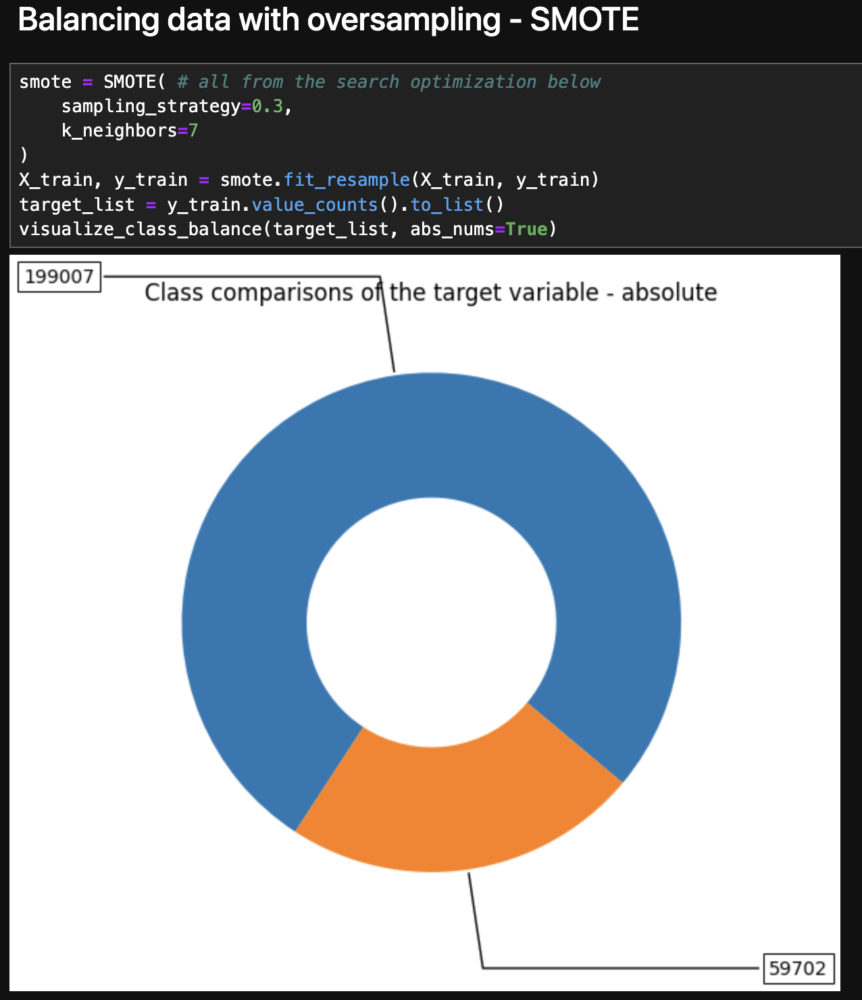 Balancing data with oversampling - SMOTE
smote = SMOTE( # all from the search optimization below
    sampling_strategy=0.3,
    k_neighbors=7
)
X_train, y_train = smote.fit_resample(X_train, y_train)
target_list = y_train.value_counts().to_list()
visualize_class_balance(target_list, abs_nums=True)
199007
Class comparisons of the target variable - absolute
59702